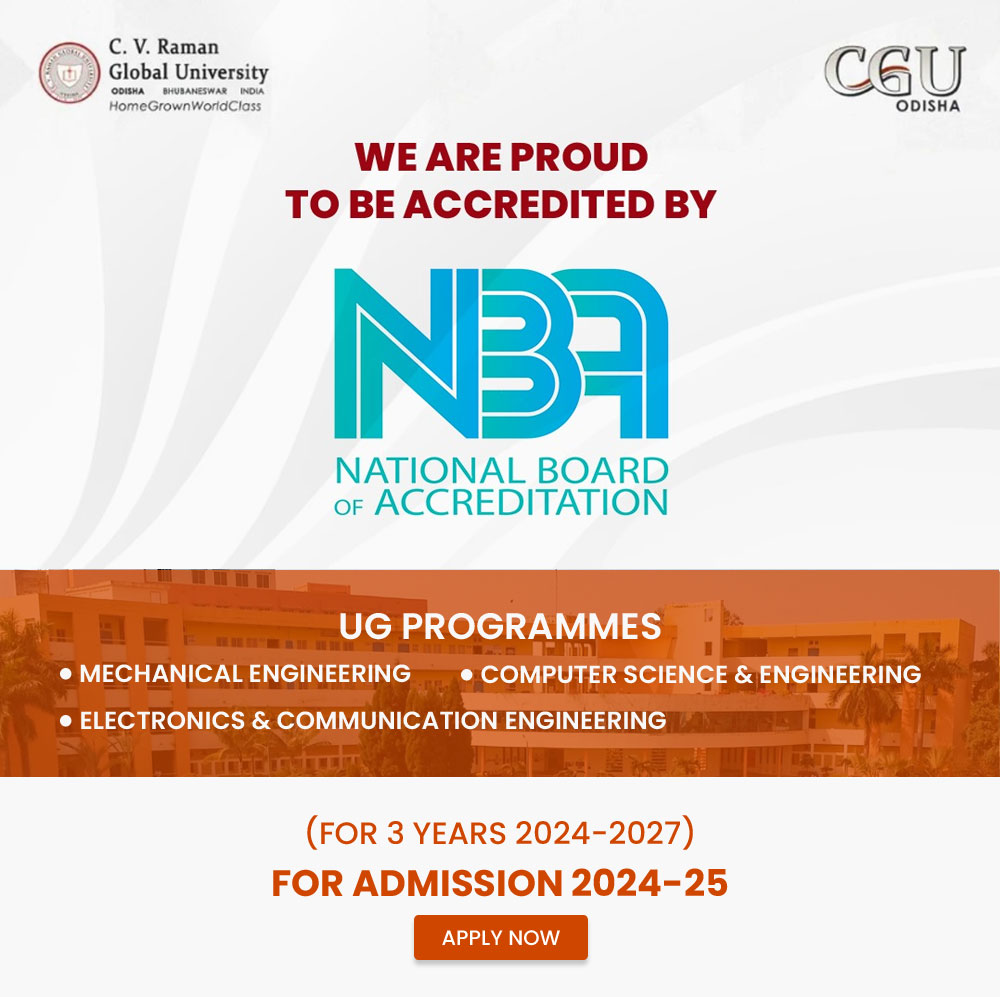 C. V. Raman
Global University
ODISHA BHUBANESWAR INDIA
HomeGrownWorldClass
CGU
ODISHA
WE ARE PROUD
TO BE ACCREDITED BY
NBA
NATIONAL BOARD
OF ACCREDITATION
UG PROGRAMMES
• MECHANICAL ENGINEERING • COMPUTER SCIENCE & ENGINEERING
• ELECTRONICS & COMMUNICATION ENGINEERING
(FOR 3 YEARS 2024-2027)
FOR ADMISSION 2024-25
APPLY NOW